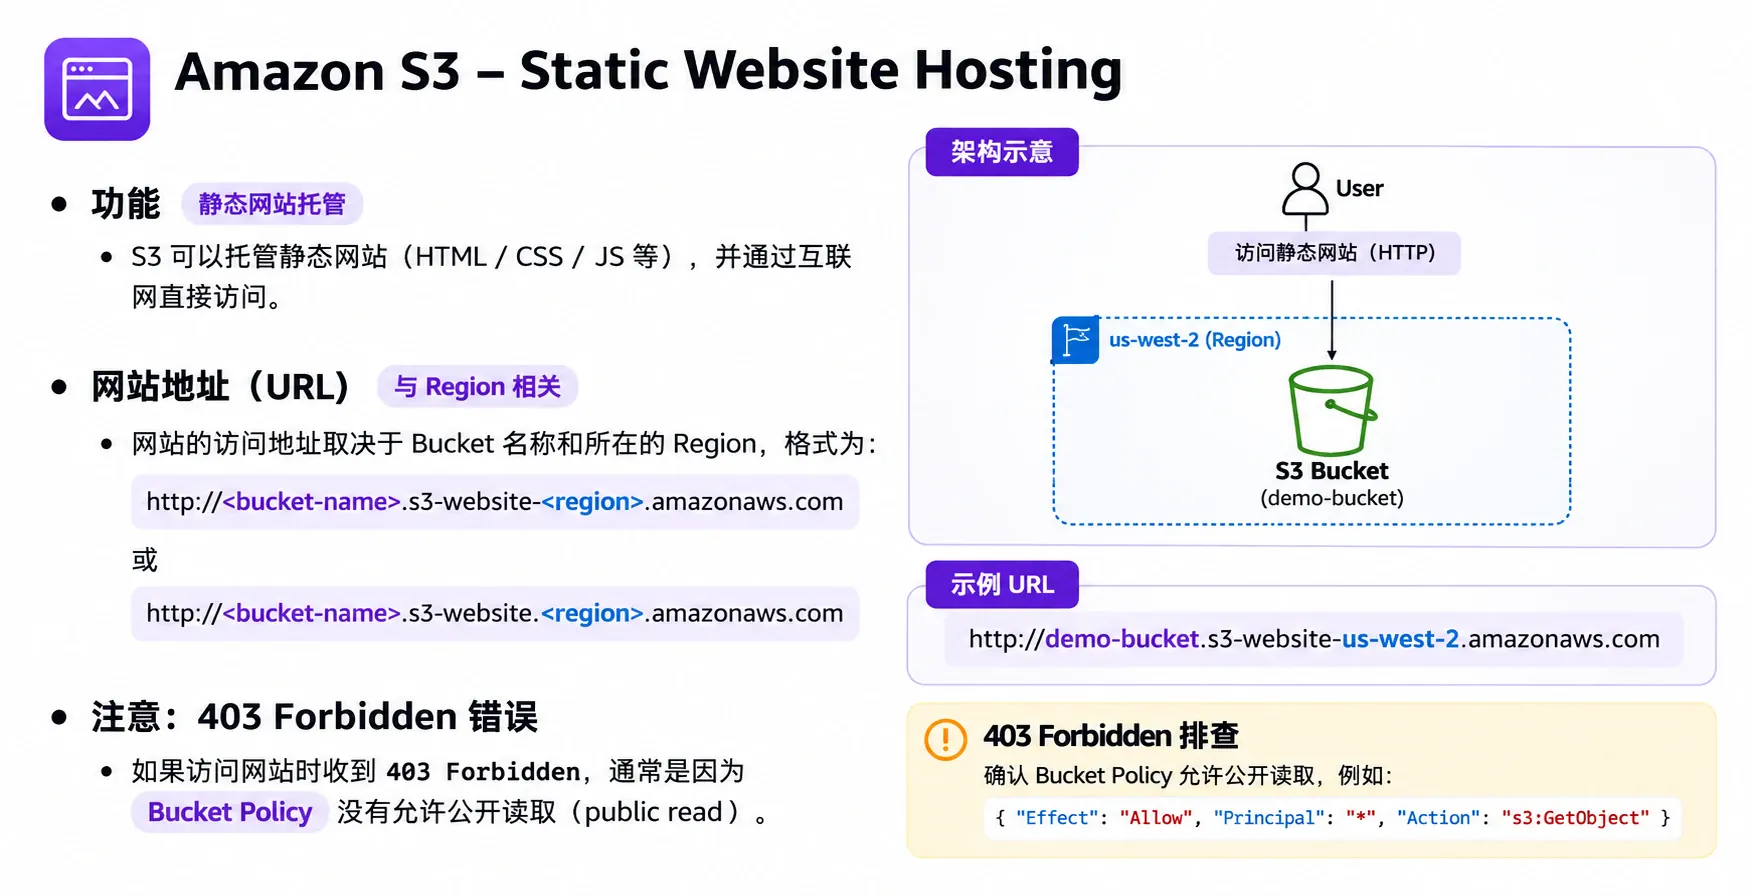 Amazon S3 – Static Website Hosting
功能 静态网站托管
S3 可以托管静态网站（HTML / CSS / JS 等），并通过互联
网直接访问。
网站地址（URL） 与 Region 相关
网站的访问地址取决于 Bucket 名称和所在的 Region，格式为：
http://<bucket-name>.s3-website-<region>.amazonaws.com
或
http://<bucket-name>.s3-website.<region>.amazonaws.com
注意：403 Forbidden 错误
如果访问网站时收到 403 Forbidden，通常是因为
Bucket Policy 没有允许公开读取（public read）。
架构示意
User
访问静态网站（HTTP）
us-west-2 (Region)
S3 Bucket
(demo-bucket)
示例 URL
http://demo-bucket.s3-website-us-west-2.amazonaws.com
403 Forbidden 排查
确认 Bucket Policy 允许公开读取，例如：
{ "Effect": "Allow", "Principal": "*", "Action": "s3:GetObject" }